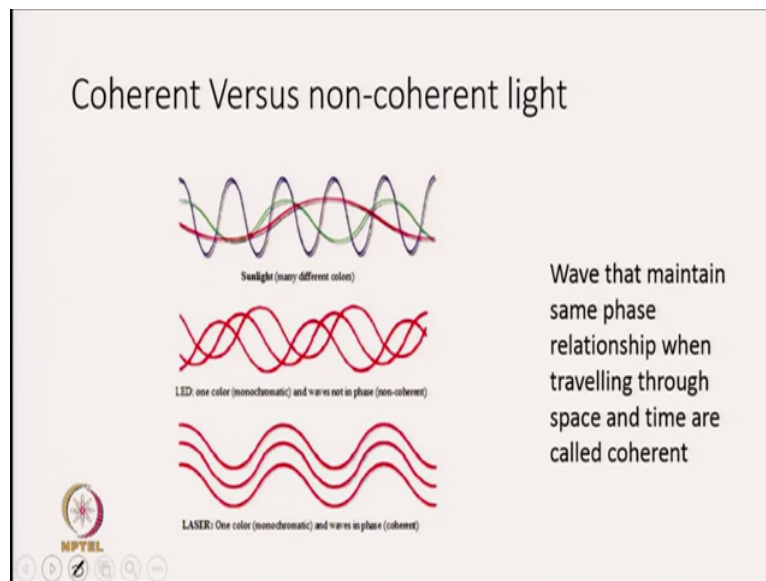 Coherent Versus non-coherent light
Sunlight (many different colors)
LED: one color (monochromatic) and waves not in phase (non-coherent)
LASER: One color (monochromatic) and waves in phase (coherent)
Wave that maintain
same phase
relationship when
travelling through
space and time are
called coherent
NPTEL